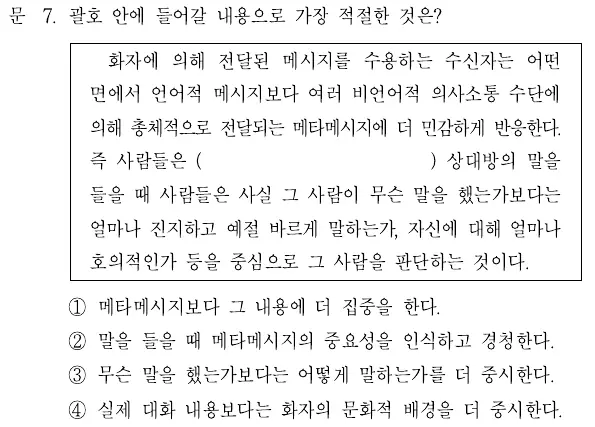 문 7. 괄호 안에 들어갈 내용으로 가장 적절한 것은?
화자에 의해 전달된 메시지를 수용하는 수신자는 어떤
면에서 언어적 메시지보다 여러 비언어적 의사소통 수단에
의해 총체적으로 전달되는 메타메시지에 더 민감하게 반응한다.
즉 사람들은 ( ) 상대방의 말을
들을 때 사람들은 사실 그 사람이 무슨 말을 했는가보다는
얼마나 진지하고 예절 바르게 말하는가, 자신에 대해 얼마나
호의적인가 등을 중심으로 그 사람을 판단하는 것이다.
① 메타메시지보다 그 내용에 더 집중을 한다.
② 말을 들을 때 메타메시지의 중요성을 인식하고 경청한다.
③ 무슨 말을 했는가보다는 어떻게 말하는가를 더 중시한다.
④ 실제 대화 내용보다는 화자의 문화적 배경을 더 중시한다.